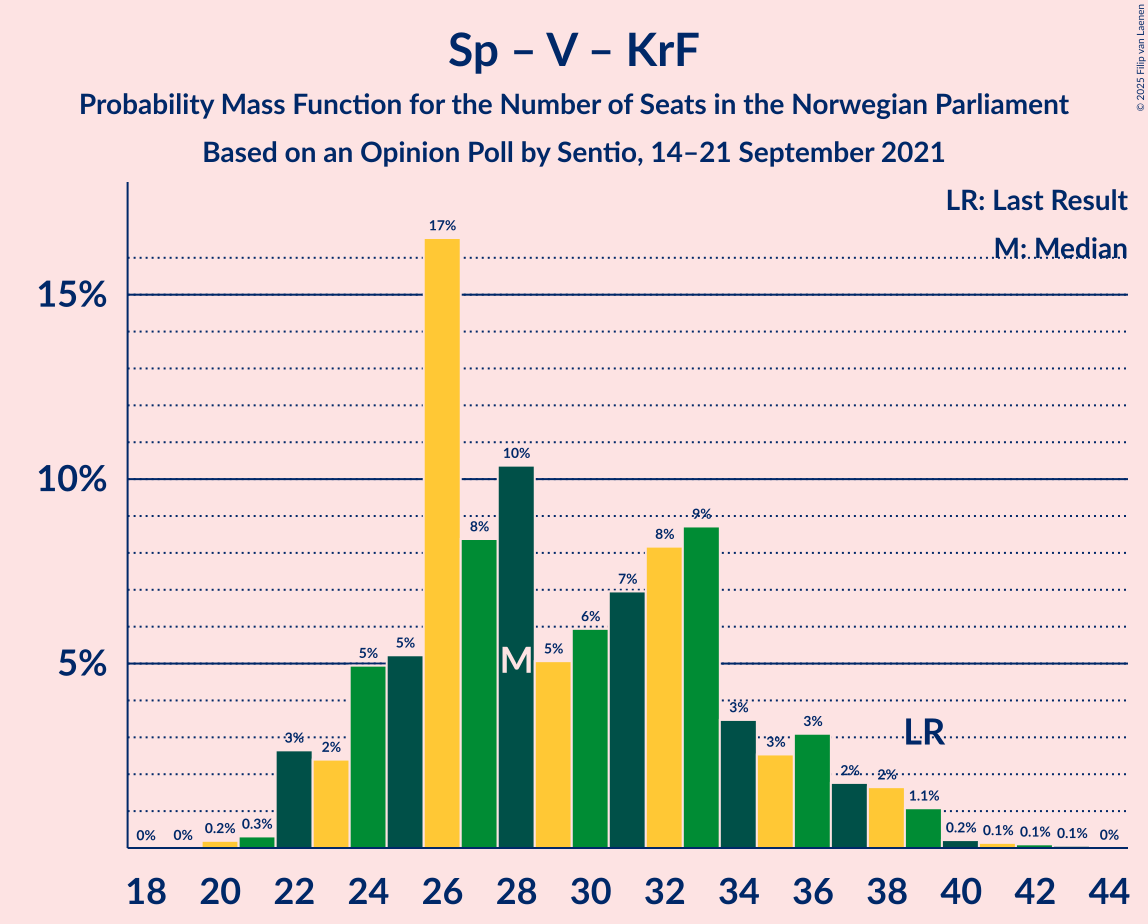 Sp – V – KrF
Probability Mass Function for the Number of Seats in the Norwegian Parliament
Based on an Opinion Poll by Sentio, 14–21 September 2021
© 2025 Filip van Laenen
LR: Last Result
M: Median
15%
10%
5%
0% 0% 0.2% 0.3% 3% 2% 5% 5% 17% 8% 10% 5% 6% 7% 8% 9% 3% 3% 3% 2% 2% 1.1% 0.2% 0.1% 0.1% 0.1% 0%
M
LR
18 20 22 24 26 28 30 32 34 36 38 40 42 44